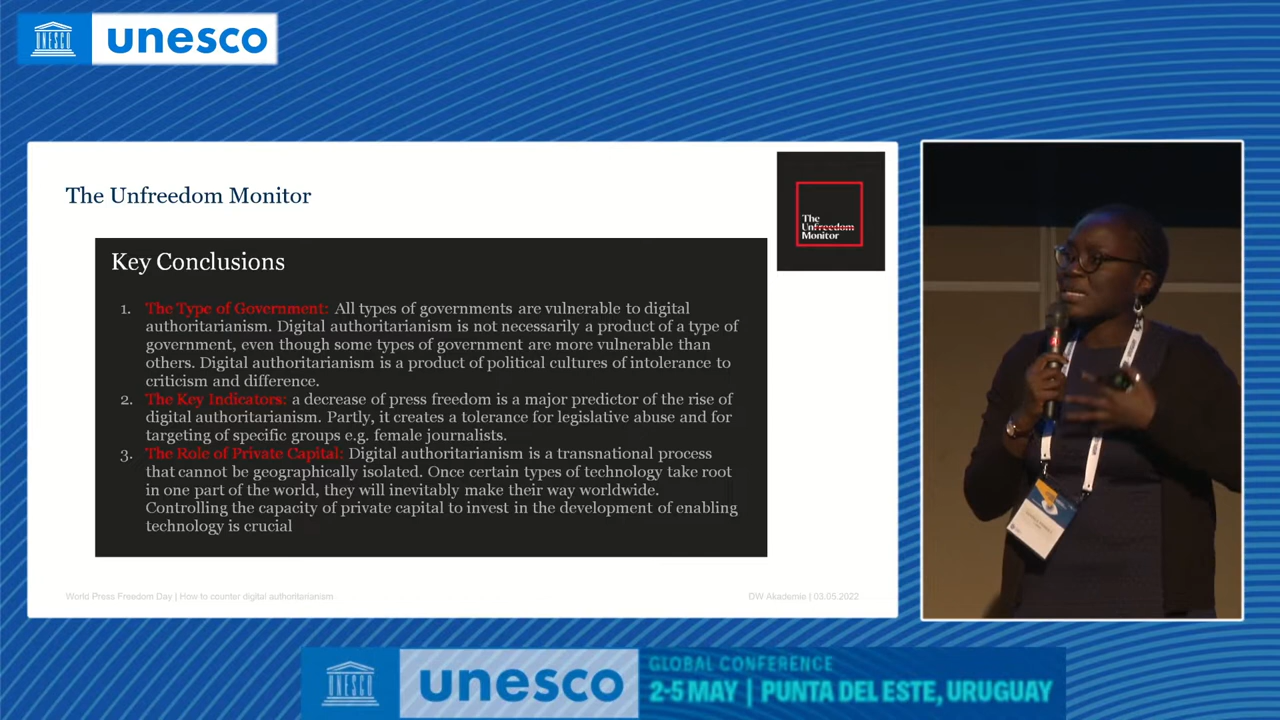 UNESCO
unesco
The Unfreedom Monitor
The
Unfreedom
Monitor
Key Conclusions
1. The Type of Government: All types of governments are vulnerable to digital
authoritarianism. Digital authoritarianism is not necessarily a product of a type of
government, even though some types of government are more vulnerable than
others. Digital authoritarianism is a product of political cultures of intolerance to
criticism and difference.
2. The Key Indicators: a decrease of press freedom is a major predictor of the rise of
digital authoritarianism. Partly, it creates a tolerance for legislative abuse and for
targeting of specific groups e.g. female journalists.
3. The Role of Private Capital: Digital authoritarianism is a transnational process
that cannot be geographically isolated. Once certain types of technology take root
in one part of the world, they will inevitably make their way worldwide.
Controlling the capacity of private capital to invest in the development of enabling
technology is crucial
World Press Freedom Day | How to counter digital authoritarianism
DW Akademie | 03.05.2022
UNESCO
unesco
GLOBAL CONFERENCE
2-5 MAY | PUNTA DEL ESTE, URUGUAY